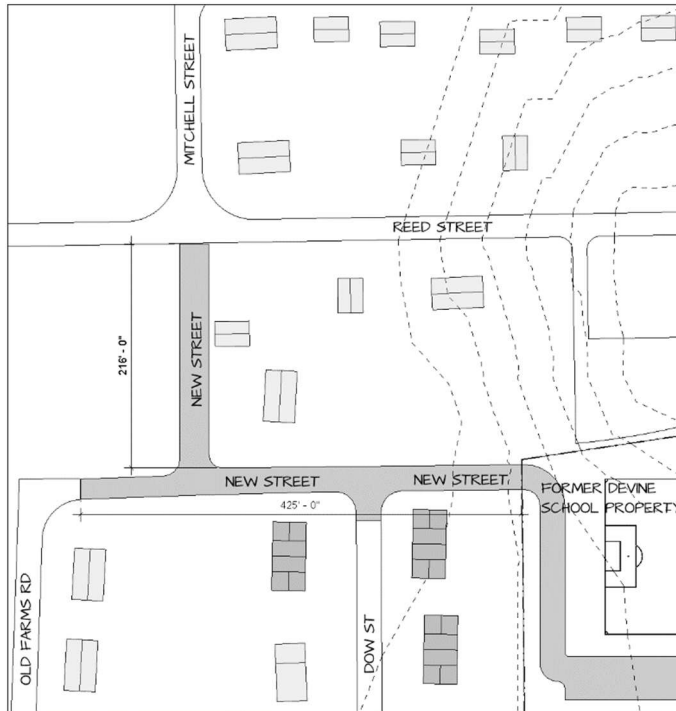 MITCHELL STREET
REED STREET
216' - 0"
NEW STREET
NEW STREET
NEW STREET
425' - 0"
FORMER DEVINE
SCHOOL PROPERTY
OLD FARMS RD
DOW ST